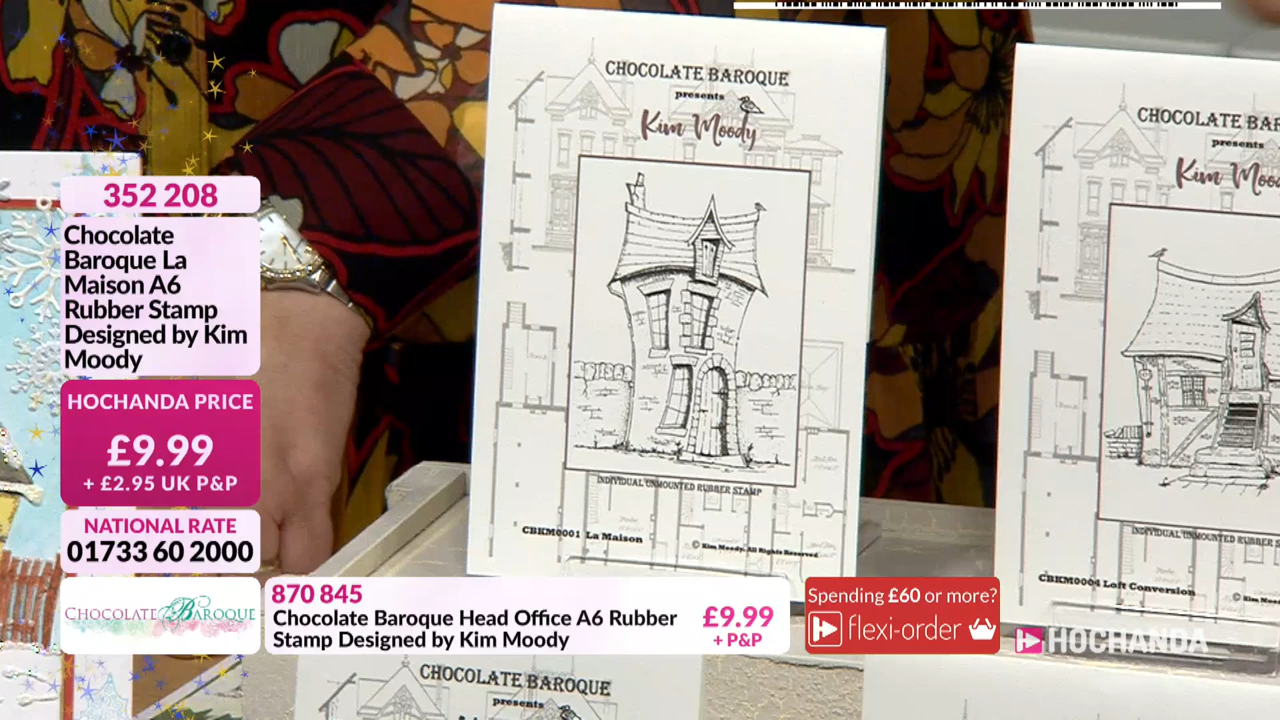 352 208
Chocolate
Baroque La
Maison A6
Rubber Stamp
Designed by Kim
Moody
HOCHANDA PRICE
£9.99
+ £2.95 UK P&P
NATIONAL RATE
01733 60 2000
CHOCOLATE BAROQUE
870 845
Chocolate Baroque Head Office A6 Rubber
Stamp Designed by Kim Moody
£9.99
+ P&P
Spending £60 or more?
flexi-order
HOCHANDA
CHOCOLATE BAROQUE
presents
Kim Moody
INDIVIDUAL UNMOUNTED RUBBER STAMP
CBKM0001 La Maison
© Kim Moody. All Rights Reserved
CHOCOLATE
presents
Kim
INDIVIDUAL UNMOUNTED RUBBER
CBKM0004 Loft Conversion
© Kim
CHOCOLATE BAROQUE
presents